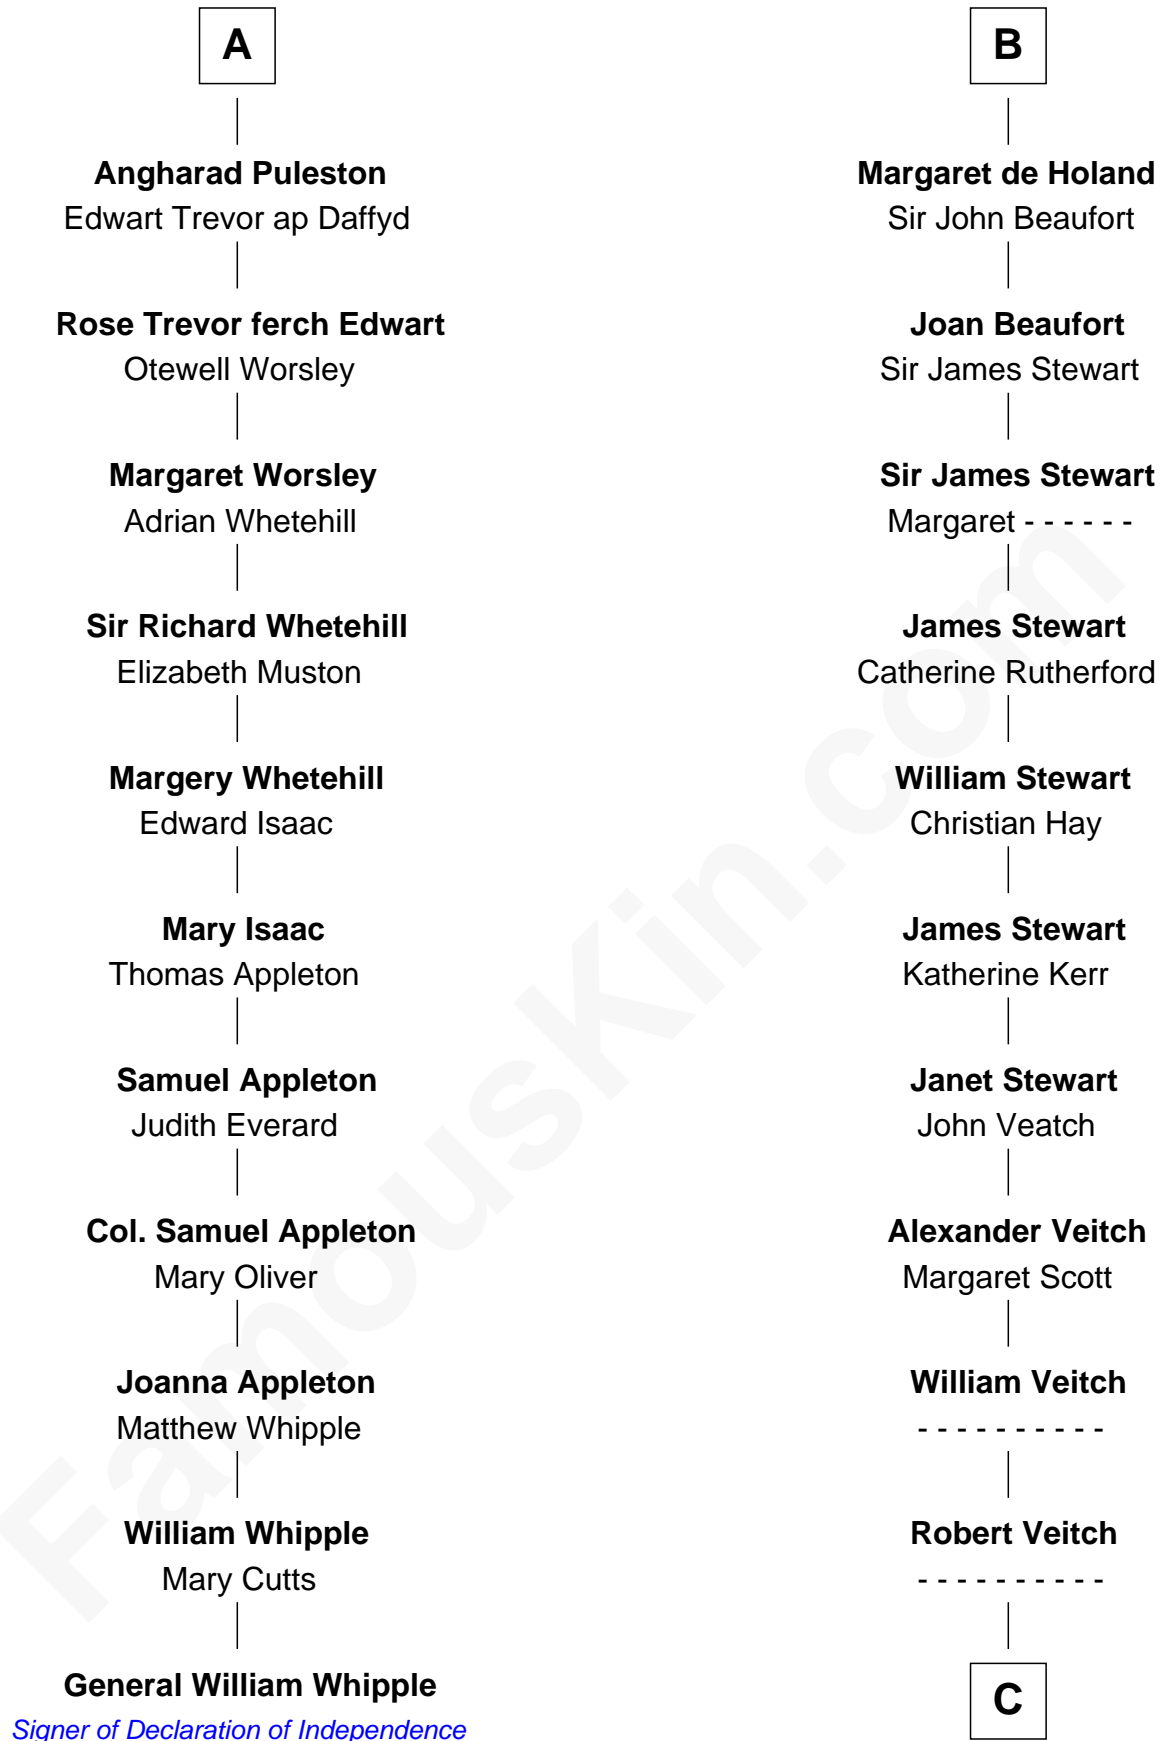 A
Angharad Puleston
Edwart Trevor ap Daffyd
Rose Trevor ferch Edwart
Otewell Worsley
Margaret Worsley
Adrian Whetehill
Sir Richard Whetehill
Elizabeth Muston
Margery Whetehill
Edward Isaac
Mary Isaac
Thomas Appleton
Samuel Appleton
Judith Everard
Col. Samuel Appleton
Mary Oliver
Joanna Appleton
Matthew Whipple
William Whipple
Mary Cutts
General William Whipple
Signer of Declaration of Independence
B
Margaret de Holand
Sir John Beaufort
Joan Beaufort
Sir James Stewart
Sir James Stewart
Margaret - - - - - -
James Stewart
Catherine Rutherford
William Stewart
Christian Hay
James Stewart
Katherine Kerr
Janet Stewart
John Veatch
Alexander Veitch
Margaret Scott
William Veitch
- - - - - - - - - -
Robert Veitch
- - - - - - - - - -
C
FamousKin.com